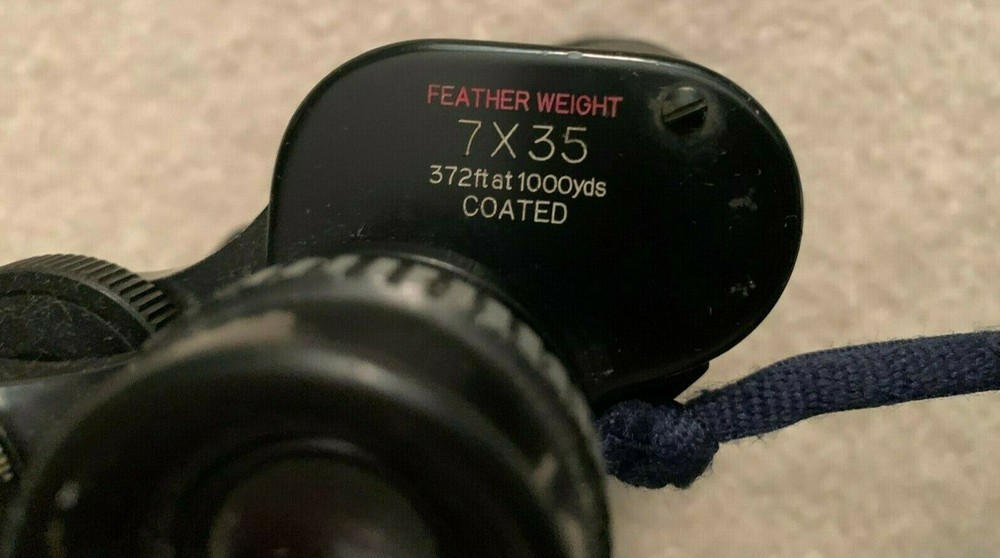 FEATHER WEIGHT
7X35
372ft at 1000yds
COATED